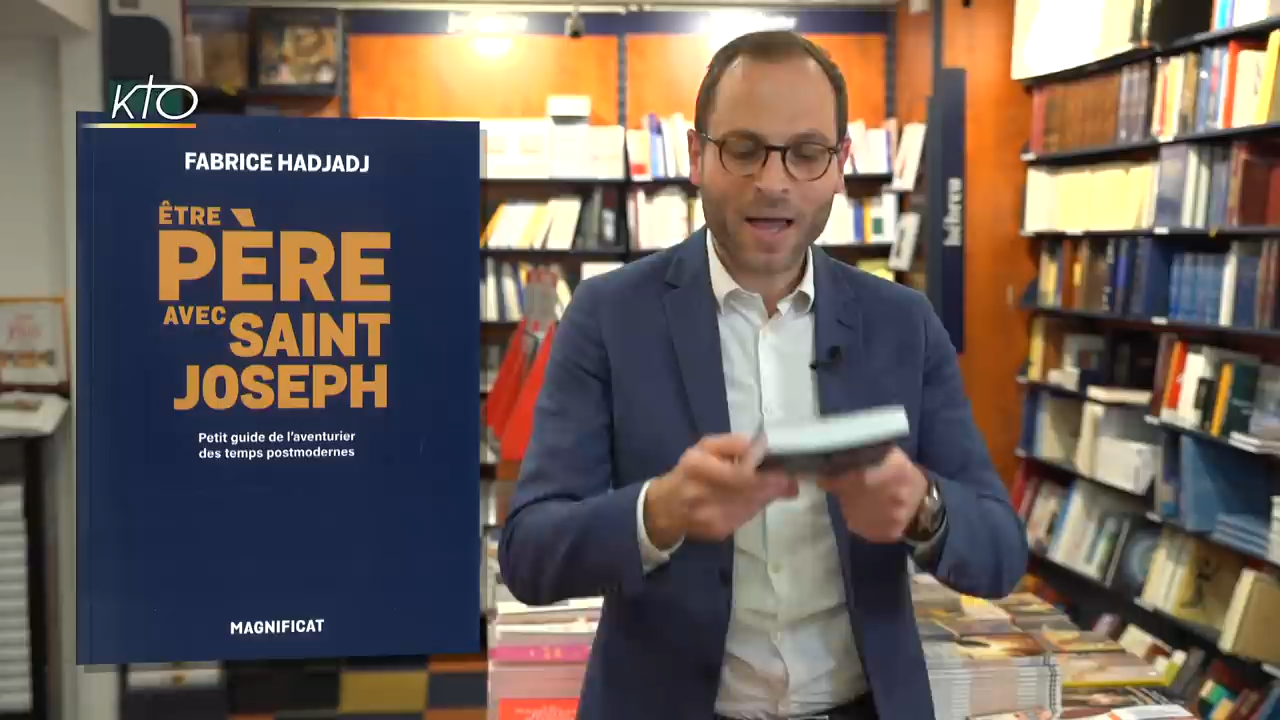 KTO
FABRICE HADJADJ
ÊTRE
PÈRE
AVEC SAINT
JOSEPH
Petit guide de l'aventurier
des temps postmodernes
MAGNIFICAT